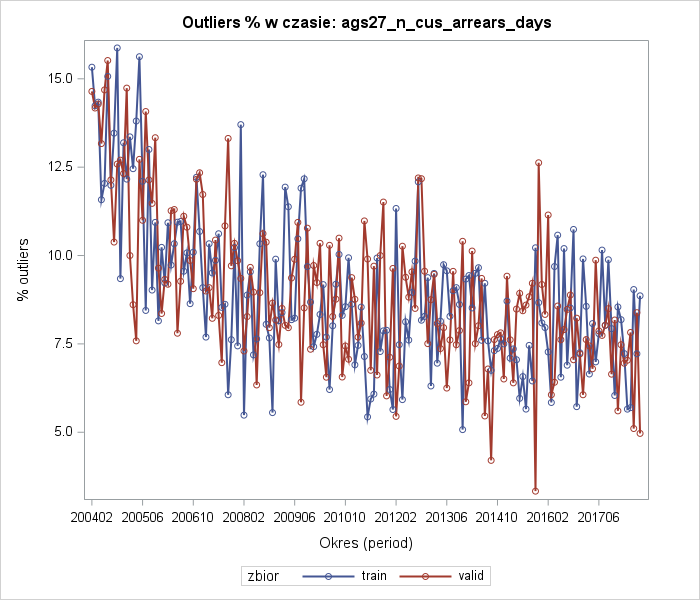 Outliers % w czasie: ags27_n_cus_arrears_days
% outliers
15.0
12.5
10.0
7.5
5.0
200402 200506 200610 200802 200906 201010 201202 201306 201410 201602 201706
Okres (period)
zbior train valid